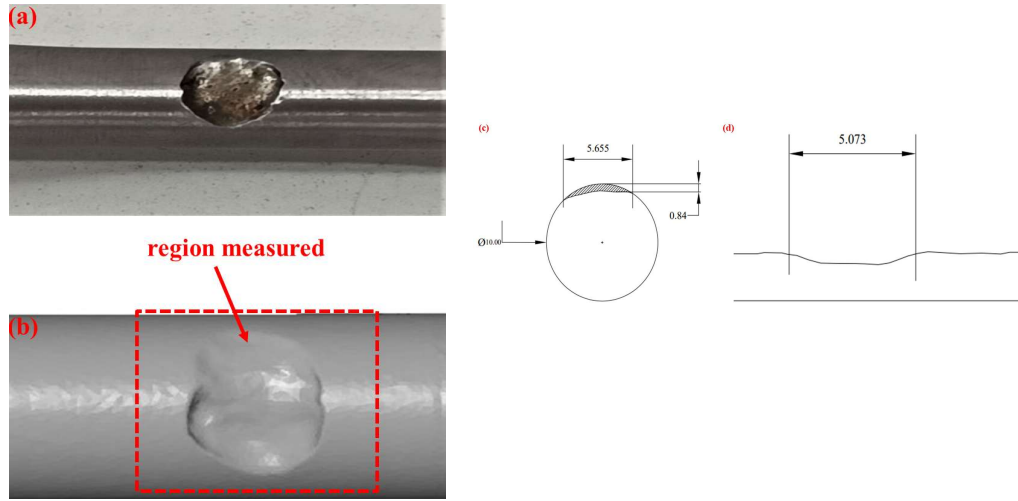 (a)
region measured
(b)
(c)
5.655
0.84
Ø10.00
(d)
5.073